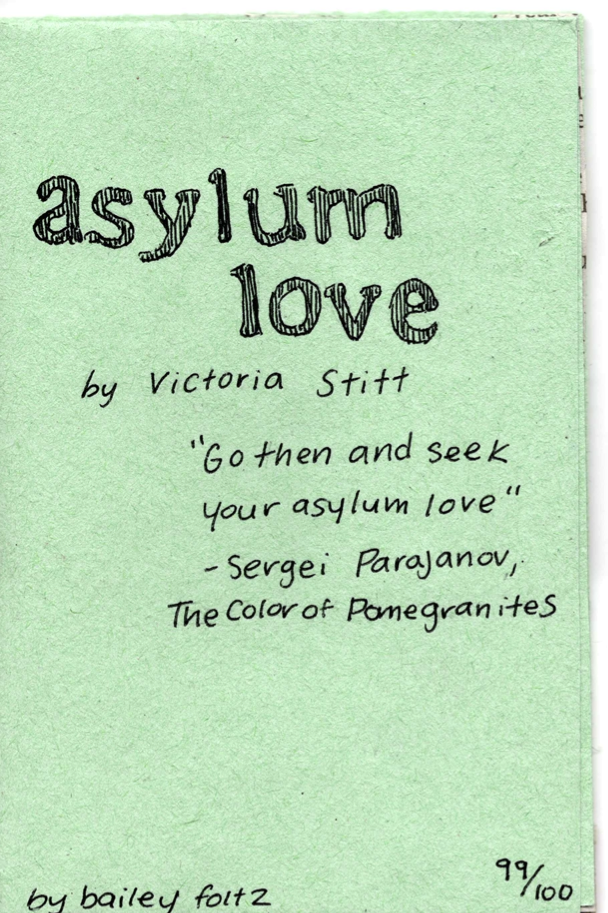 asylum
love
by Victoria Stitt
"Go then and seek
your asylum love"
- Sergei Parajanov,
The Color of Pomegranites
99/100
by bailey foltz